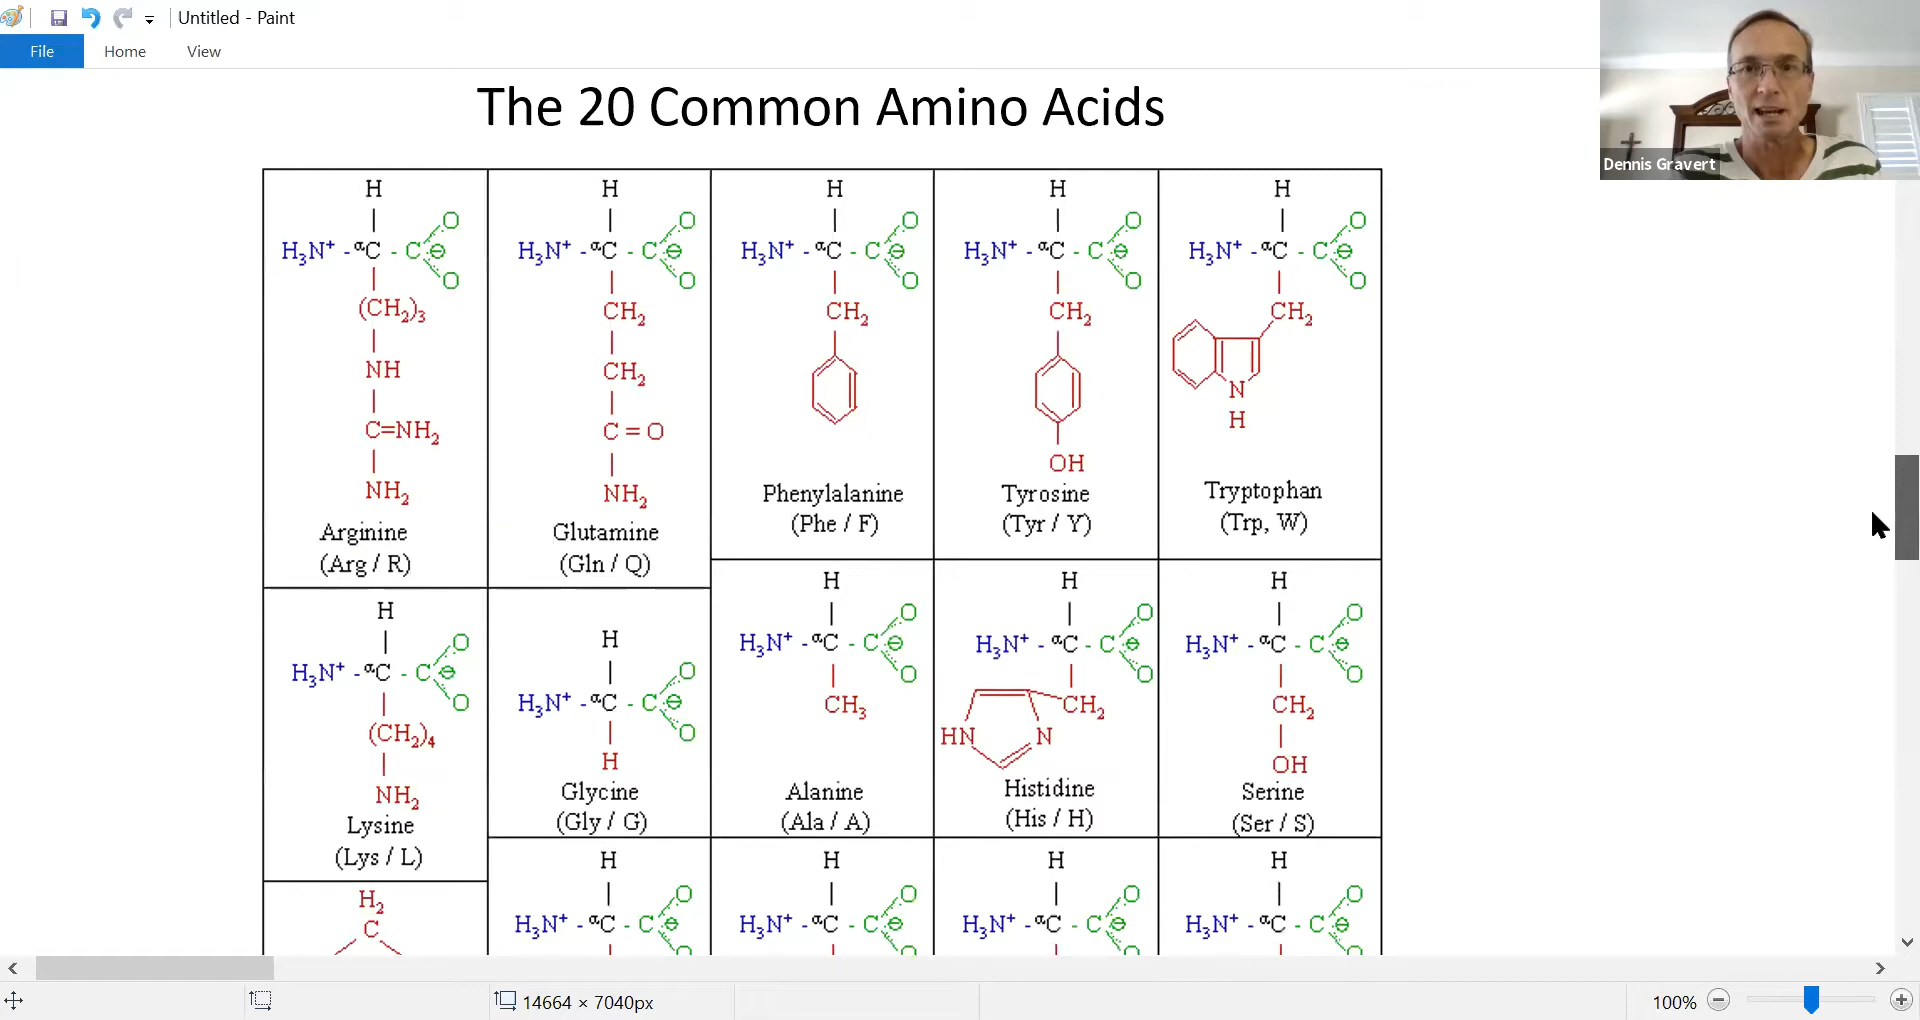 Untitled - Paint
File Home View
Dennis Gravert
The 20 Common Amino Acids
H H H H H
H₃N⁺ - αC - C ⊖ O O
H₃N⁺ - αC - C ⊖ O O
H₃N⁺ - αC - C ⊖ O O
H₃N⁺ - αC - C ⊖ O O
H₃N⁺ - αC - C ⊖ O O
(CH₂)₃
NH
C=NH₂
NH₂
Arginine
(Arg / R)
CH₂
CH₂
C = O
NH₂
Glutamine
(Gln / Q)
CH₂
Phenylalanine
(Phe / F)
CH₂
OH
Tyrosine
(Tyr / Y)
CH₂
N
H
Tryptophan
(Trp, W)
H
H₃N⁺ - αC - C ⊖ O O
(CH₂)₄
NH₂
Lysine
(Lys / L)
H
H₃N⁺ - αC - C ⊖ O O
H
Glycine
(Gly / G)
H
H₃N⁺ - αC - C ⊖ O O
CH₃
Alanine
(Ala / A)
H
H₃N⁺ - αC - C ⊖ O O
CH₂
HN N
Histidine
(His / H)
H
H₃N⁺ - αC - C ⊖ O O
CH₂
OH
Serine
(Ser / S)
H₂
C
H
H₃N⁺ - αC - C ⊖ O
H
H₃N⁺ - αC - C ⊖ O
H
H₃N⁺ - αC - C ⊖ O
H
H₃N⁺ - αC - C ⊖ O
14664 × 7040px
100%